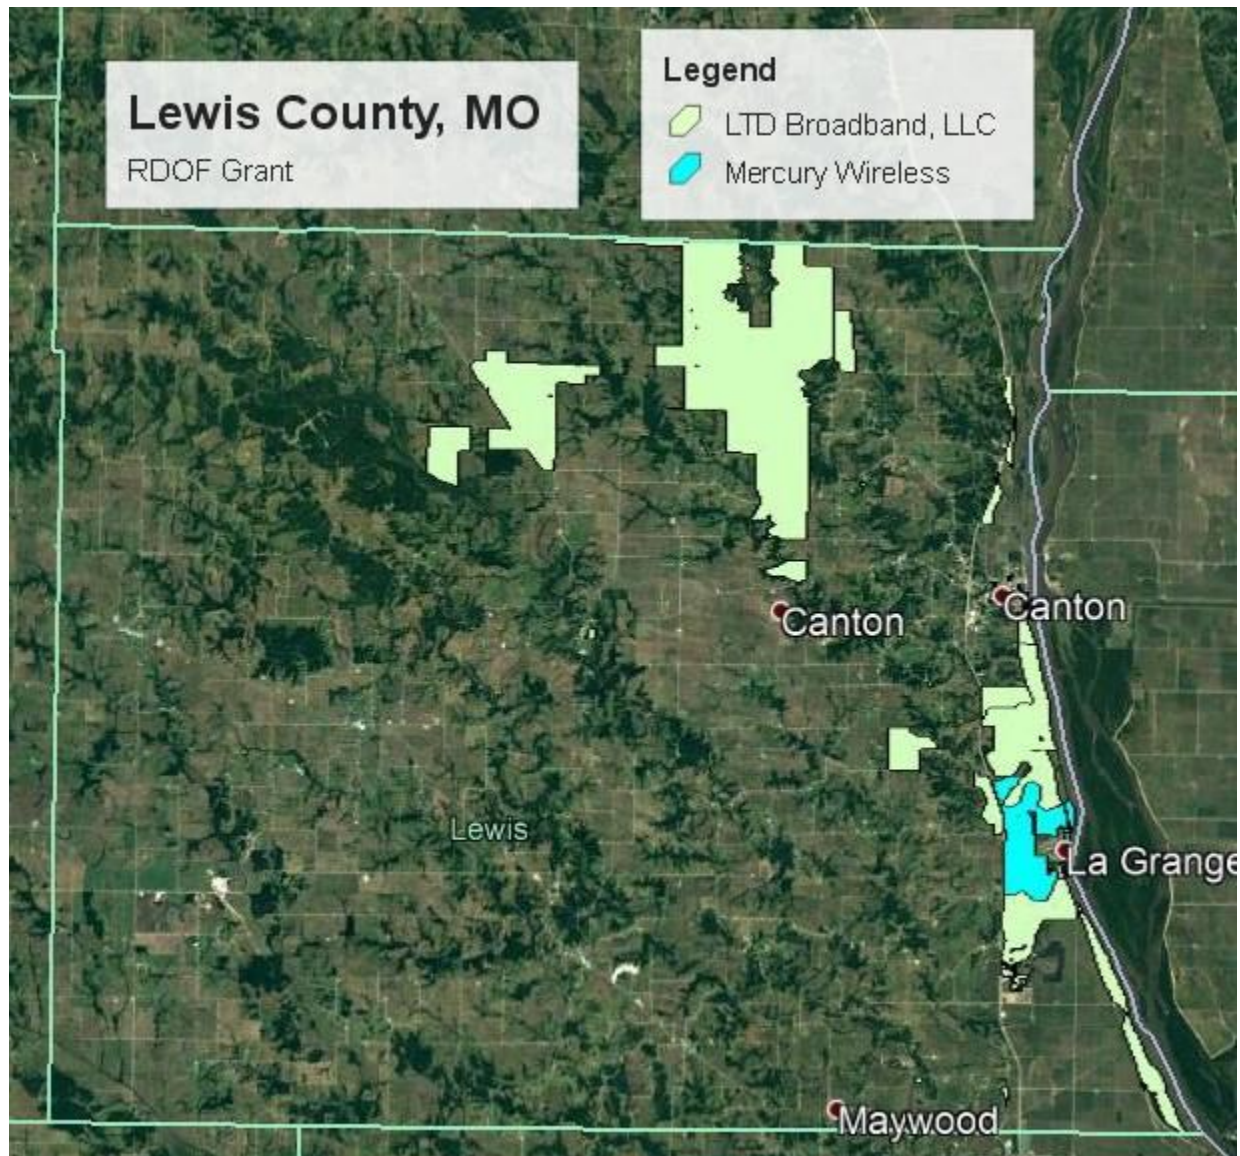 Lewis County, MO
RDOF Grant
Legend
LTD Broadband, LLC
Mercury Wireless
Canton
Canton
Lewis
La Grange
Maywood